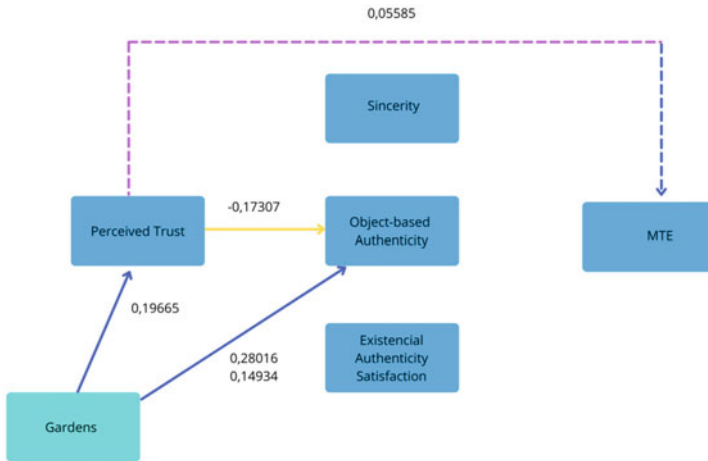 0,05585
Sincerity
-0,17307
Perceived Trust
Object-based
Authenticity
MTE
0,19665
0,28016
0,14934
Existencial
Authenticity
Satisfaction
Gardens